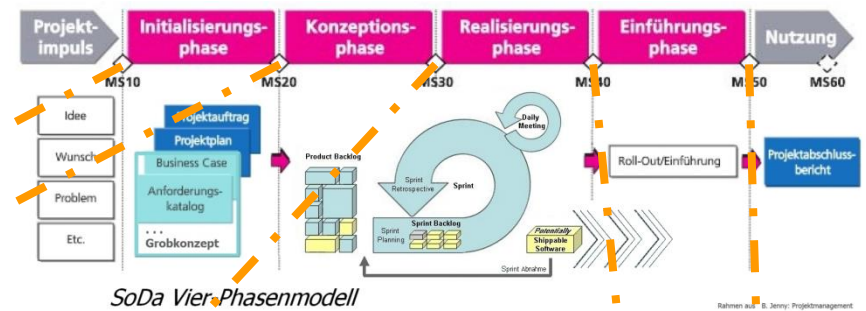 Projekt-
impuls
Initialisierungs-
phase
Konzeptions-
phase
Realisierungs-
phase
Einführungs-
phase
Nutzung
MS10
MS20
MS30
MS40
MS50
MS60
Idee
Wunsch
Problem
Etc.
Projektauftrag
Projektplan
Business Case
Anforderungs-
katalog
...
Grobkonzept
Product Backlog
Daily
Meeting
Sprint
Retrospective
Sprint
Sprint Backlog
Sprint
Planning
Potentially
Shippable
Software
Sprint Abnahme
Roll-Out/Einführung
Projektabschluss-
bericht
SoDa Vier-Phasenmodell
Rahmen aus B. Jenny: Projektmanagement